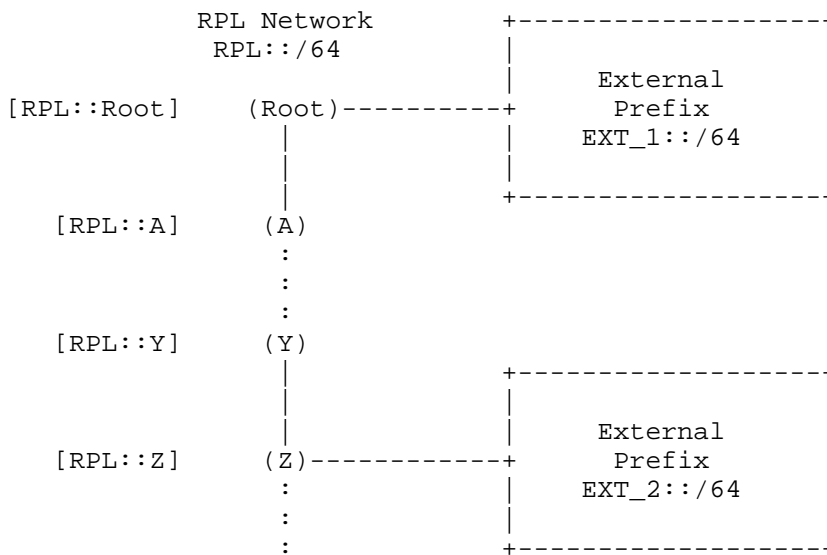 RPL Network
RPL::/64
External
[RPL::Root] (Root) Prefix
EXT_1::/64
[RPL::A] (A)
:
:
:
[RPL::Y] (Y)
External
[RPL::Z] (Z) Prefix
: EXT_2::/64
:
: